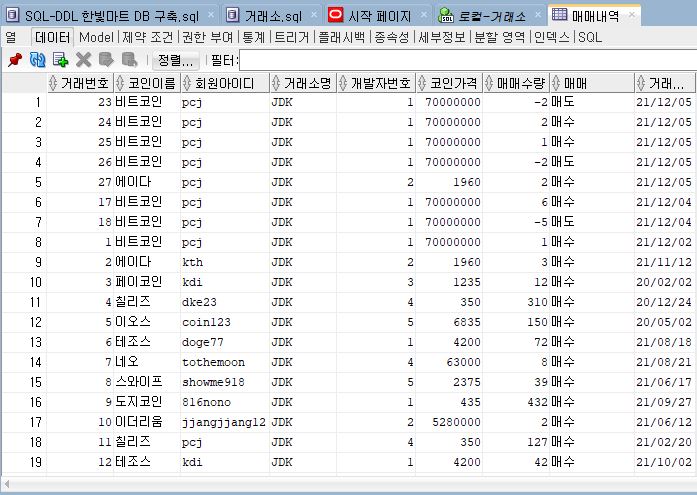 SQL-DDL 한빛마트 DB 구축.sql 거래소.sql 시작 페이지 로컬-거래소 매매내역
열 데이터 Model 제약 조건 권한 부여 통계 트리거 플래시백 종속성 세부정보 분할 영역 인덱스 SQL
정렬... 필터:
거래번호 코인이름 회원아이디 거래소명 개발자번호 코인가격 매매수량 매매 거래...
1 23 비트코인 pcj JDK 1 70000000 -2 매도 21/12/05
2 24 비트코인 pcj JDK 1 70000000 2 매수 21/12/05
3 25 비트코인 pcj JDK 1 70000000 1 매수 21/12/05
4 26 비트코인 pcj JDK 1 70000000 -2 매도 21/12/05
5 27 에이다 pcj JDK 2 1960 2 매수 21/12/05
6 17 비트코인 pcj JDK 1 70000000 6 매수 21/12/04
7 18 비트코인 pcj JDK 1 70000000 -5 매도 21/12/04
8 1 비트코인 pcj JDK 1 70000000 1 매수 21/12/02
9 2 에이다 kth JDK 2 1960 3 매수 21/11/12
10 3 페이코인 kdi JDK 3 1235 12 매수 20/02/02
11 4 칠리즈 dke23 JDK 4 350 310 매수 20/12/24
12 5 이오스 coin123 JDK 5 6835 150 매수 20/05/02
13 6 테조스 doge77 JDK 1 4200 72 매수 21/08/18
14 7 네오 tothemoon JDK 4 63000 8 매수 21/08/21
15 8 스와이프 showme918 JDK 5 2375 39 매수 21/06/17
16 9 도지코인 816nono JDK 1 435 432 매수 21/09/27
17 10 이더리움 jjangjjang12 JDK 2 5280000 2 매수 21/06/12
18 11 칠리즈 pcj JDK 4 350 127 매수 21/02/20
19 12 테조스 kdi JDK 1 4200 42 매수 21/10/02